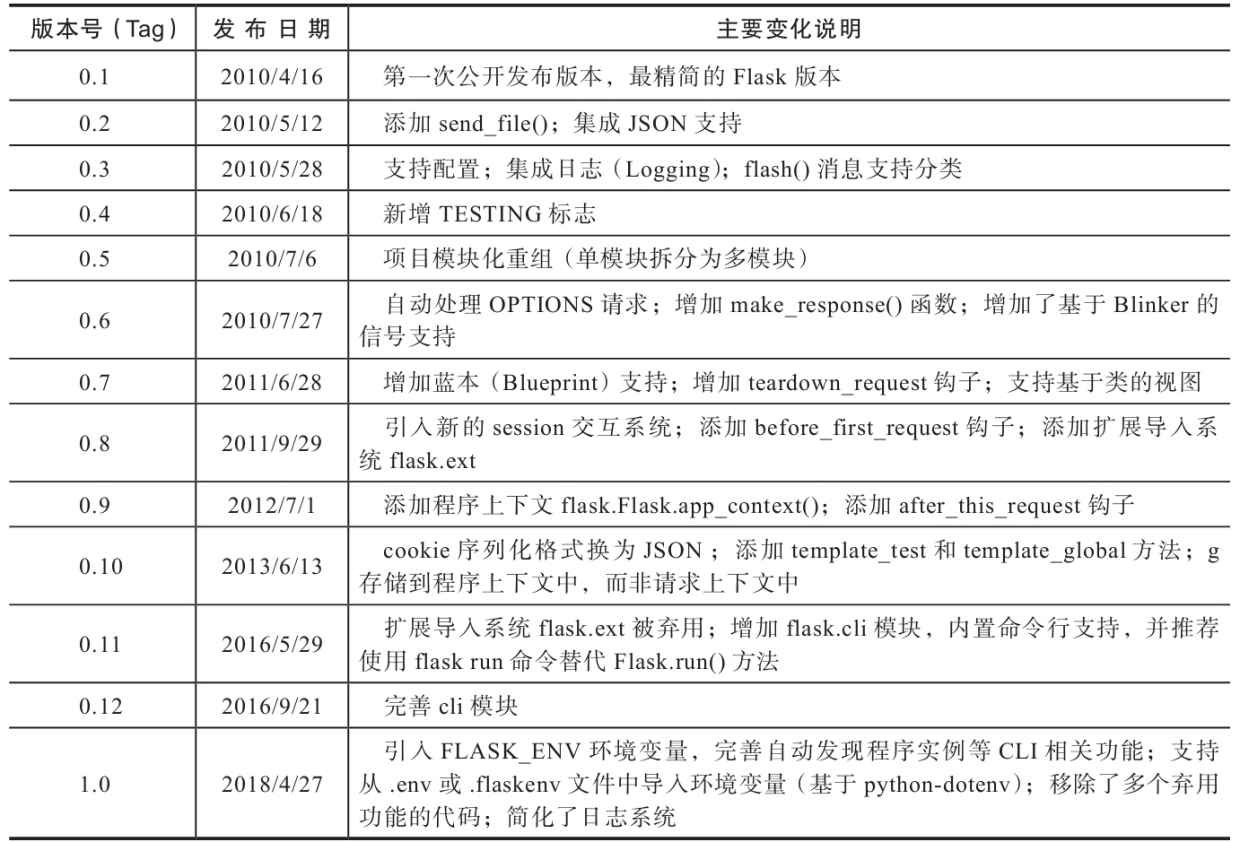 版本号（Tag） 发布日期 主要变化说明
0.1 2010/4/16 第一次公开发布版本，最精简的 Flask 版本
0.2 2010/5/12 添加 send_file()；集成 JSON 支持
0.3 2010/5/28 支持配置；集成日志（Logging）；flash() 消息支持分类
0.4 2010/6/18 新增 TESTING 标志
0.5 2010/7/6 项目模块化重组（单模块拆分为多模块）
0.6 2010/7/27 自动处理 OPTIONS 请求；增加 make_response() 函数；增加了基于 Blinker 的
信号支持
0.7 2011/6/28 增加蓝本（Blueprint）支持；增加 teardown_request 钩子；支持基于类的视图
0.8 2011/9/29 引入新的 session 交互系统；添加 before_first_request 钩子；添加扩展导入系
统 flask.ext
0.9 2012/7/1 添加程序上下文 flask.Flask.app_context()；添加 after_this_request 钩子
0.10 2013/6/13 cookie 序列化格式换为 JSON；添加 template_test 和 template_global 方法；g
存储到程序上下文中，而非请求上下文中
0.11 2016/5/29 扩展导入系统 flask.ext 被弃用；增加 flask.cli 模块，内置命令行支持，并推荐
使用 flask run 命令替代 Flask.run() 方法
0.12 2016/9/21 完善 cli 模块
1.0 2018/4/27 引入 FLASK_ENV 环境变量，完善自动发现程序实例等 CLI 相关功能；支持
从 .env 或 .flaskenv 文件中导入环境变量（基于 python-dotenv）；移除了多个弃用
功能的代码；简化了日志系统